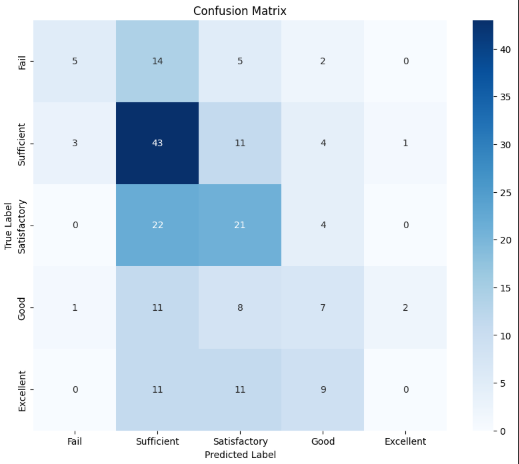 Confusion Matrix
Fail 5 14 5 2 0
Sufficient 3 43 11 4 1
Satisfactory 0 22 21 4 0
Good 1 11 8 7 2
Excellent 0 11 11 9 0
True Label
Fail Sufficient Satisfactory Good Excellent
Predicted Label
40
35
30
25
20
15
10
5
0